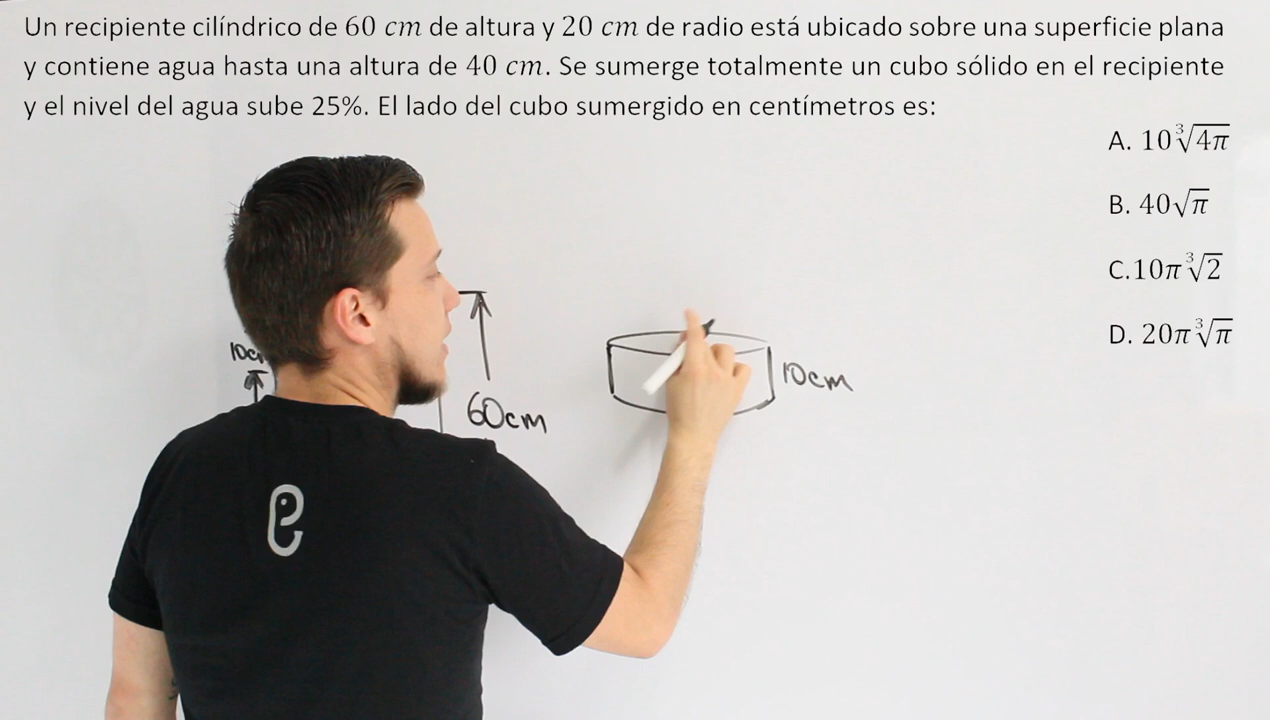 Un recipiente cilíndrico de 60 cm de altura y 20 cm de radio está ubicado sobre una superficie plana
y contiene agua hasta una altura de 40 cm. Se sumerge totalmente un cubo sólido en el recipiente
y el nivel del agua sube 25%. El lado del cubo sumergido en centímetros es:
A. 10∛4π
B. 40√π
C.10π∛2
D. 20π∛π
60cm
10cm